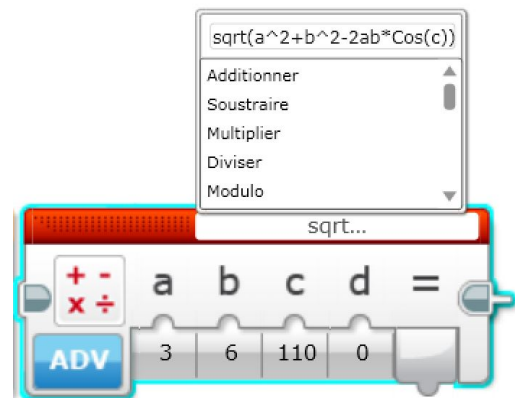 sqrt(a^2+b^2-2ab*Cos(c))
Additionner
Soustraire
Multiplier
Diviser
Modulo
sqrt...
+ - a b c d =
x ÷
ADV 3 6 110 0